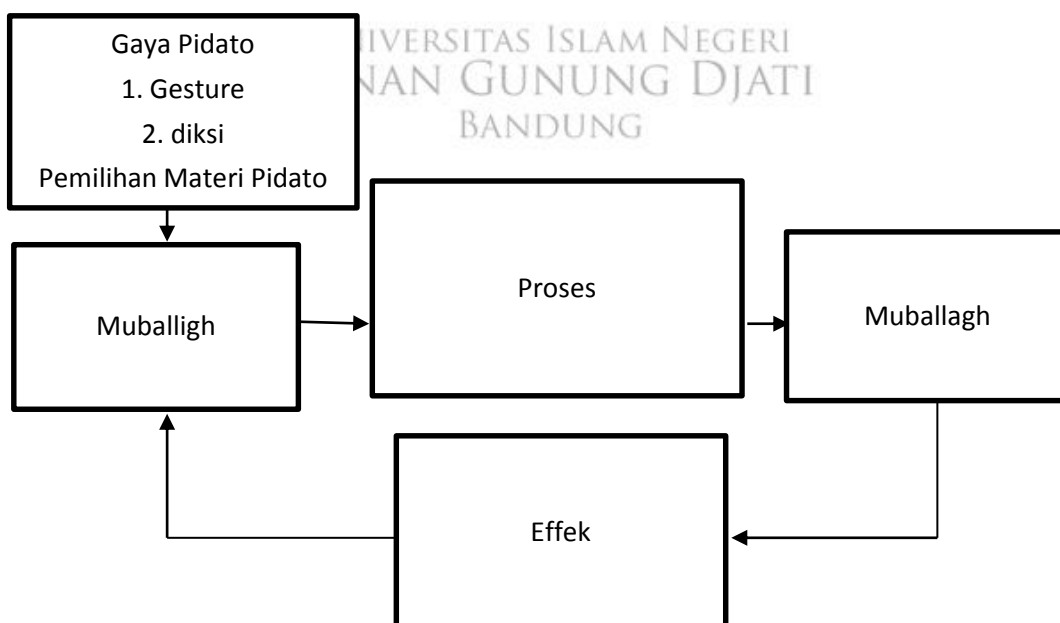 Gaya Pidato
1. Gesture
2. diksi
Pemilihan Materi Pidato
IVERSITAS ISLAM NEGERI
NAN GUNUNG DJATI
BANDUNG
Muballigh
Proses
Muballagh
Effek